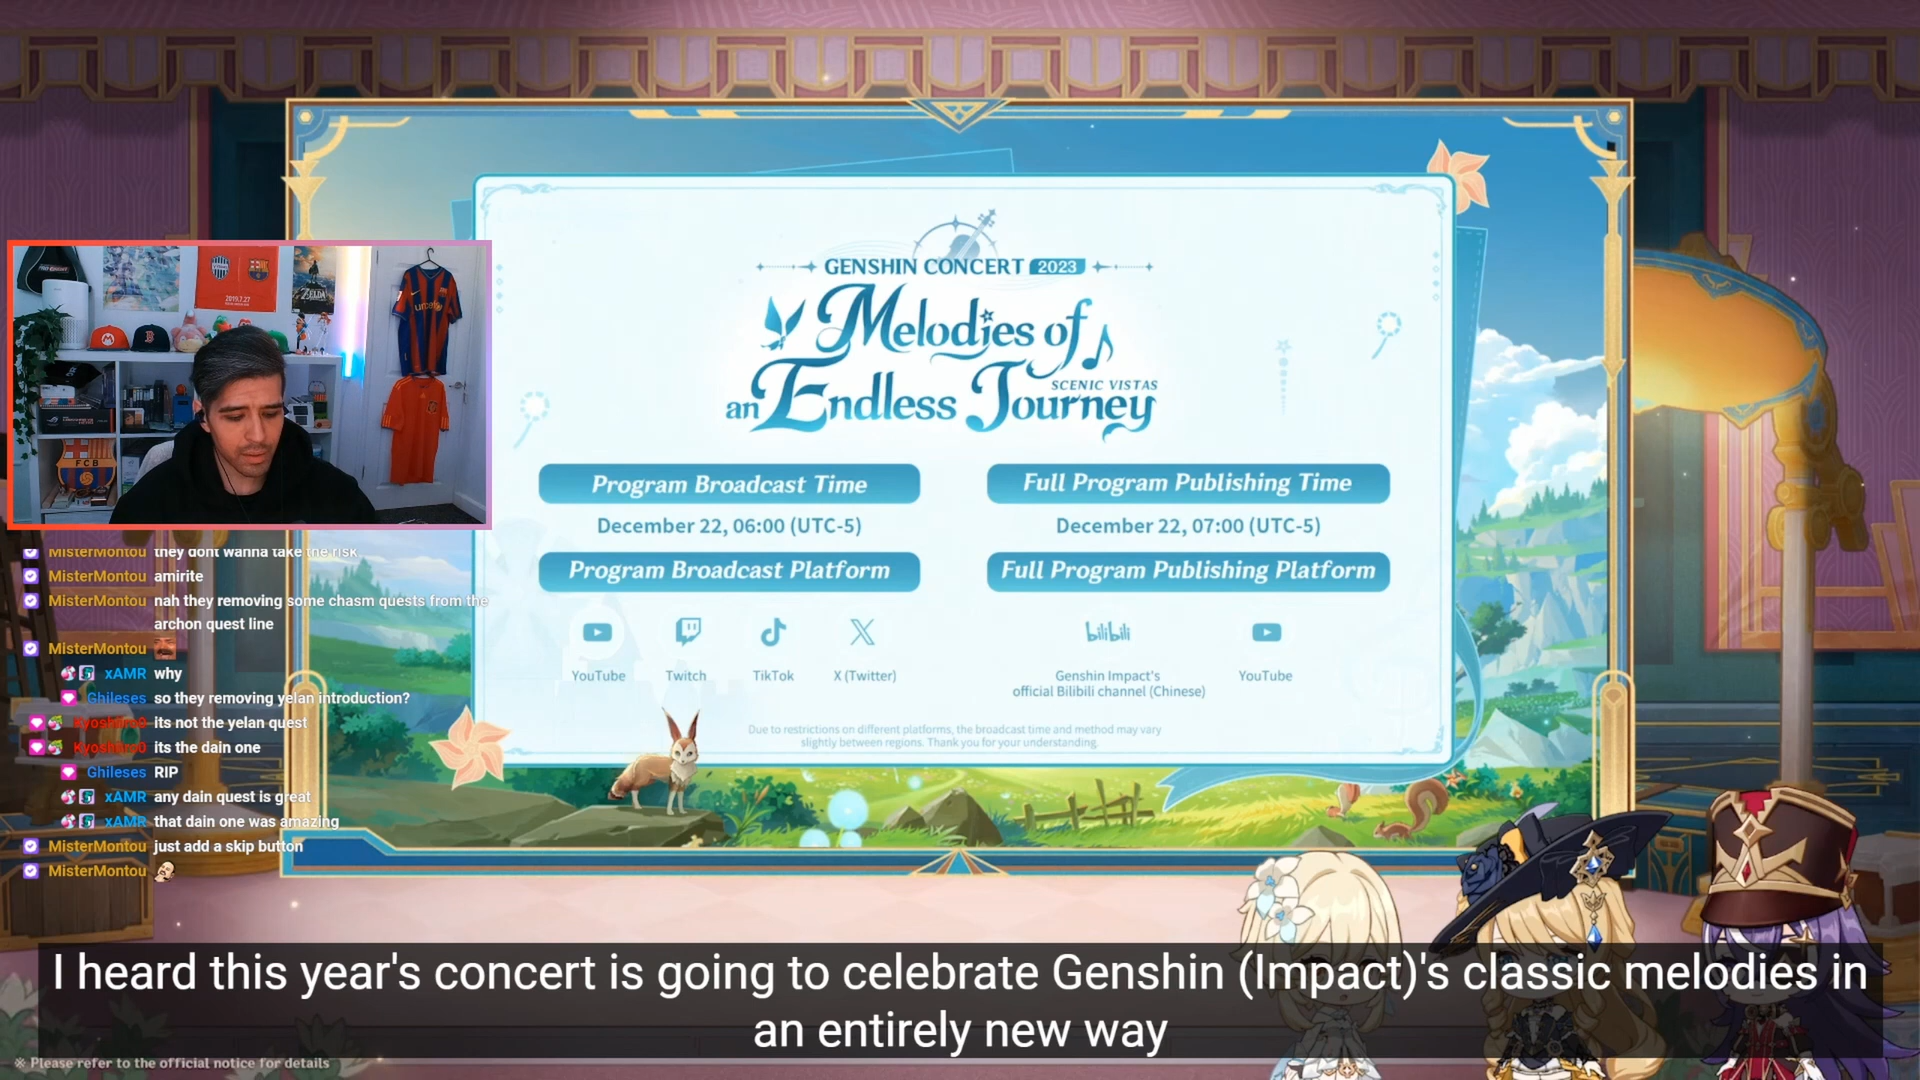 GENSHIN CONCERT 2023
Melodies of
an Endless Journey
SCENIC VISTAS
Program Broadcast Time
December 22, 06:00 (UTC-5)
Program Broadcast Platform
YouTube
Twitch
TikTok
X (Twitter)
Full Program Publishing Time
December 22, 07:00 (UTC-5)
Full Program Publishing Platform
bilibili
Genshin Impact's
official Bilibili channel (Chinese)
YouTube
Due to restrictions on different platforms, the broadcast time and method may vary
slightly between regions. Thank you for your understanding.
2019.7.27
ZELDA
FCB
MisterMontou they dont wanna take the risk
MisterMontou amirite
MisterMontou nah they removing some chasm quests from the
archon quest line
MisterMontou
xAMR why
Ghileses so they removing yelan introduction?
its not the yelan quest
its the dain one
Ghileses RIP
xAMR any dain quest is great
xAMR that dain one was amazing
MisterMontou just add a skip button
MisterMontou
I heard this year's concert is going to celebrate Genshin (Impact)'s classic melodies in
an entirely new way
※ Please refer to the official notice for details